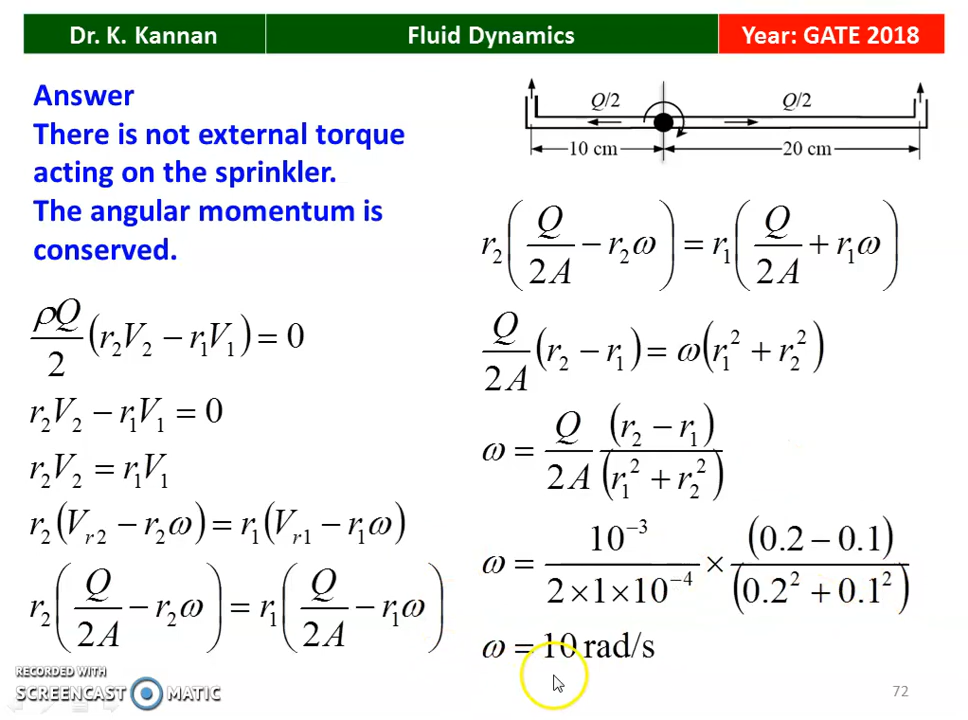 Dr. K. Kannan
Fluid Dynamics
Year: GATE 2018
Answer
There is not external torque
acting on the sprinkler.
The angular momentum is
conserved.
ρQ/2 (r₂V₂ − r₁V₁) = 0
r₂V₂ − r₁V₁ = 0
r₂V₂ = r₁V₁
r₂(Vᵣ₂ − r₂ω) = r₁(Vᵣ₁ − r₁ω)
r₂(Q/2A − r₂ω) = r₁(Q/2A − r₁ω)
Q/2 Q/2
10 cm 20 cm
r₂(Q/2A − r₂ω) = r₁(Q/2A + r₁ω)
Q/2A (r₂ − r₁) = ω(r₁² + r₂²)
ω = Q/2A (r₂ − r₁)/(r₁² + r₂²)
ω = 10⁻³/(2×1×10⁻⁴) × (0.2 − 0.1)/(0.2² + 0.1²)
ω = 10 rad/s
RECORDED WITH
SCREENCAST MATIC
72